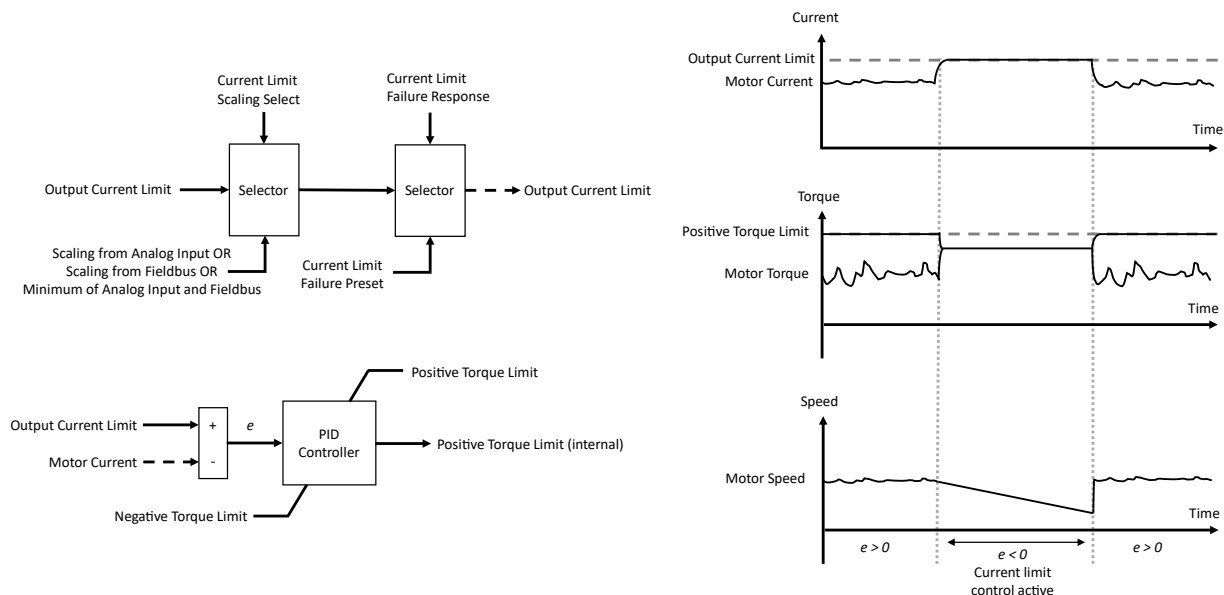 Current Limit
Scaling Select
Current Limit
Failure Response
Output Current Limit
Selector
Selector
Output Current Limit
Scaling from Analog Input OR
Scaling from Fieldbus OR
Minimum of Analog Input and Fieldbus
Current Limit
Failure Preset
Positive Torque Limit
Output Current Limit
+
e
PID
Controller
Positive Torque Limit (internal)
Motor Current
-
Negative Torque Limit
Current
Output Current Limit
Motor Current
Time
Torque
Positive Torque Limit
Motor Torque
Time
Speed
Motor Speed
Time
e > 0
e < 0
e > 0
Current limit
control active